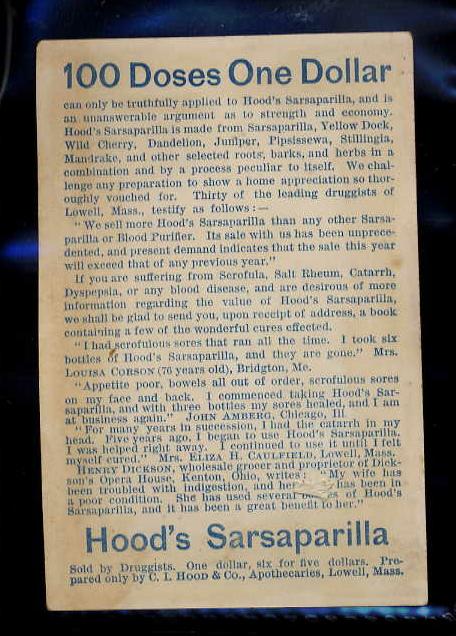 100 Doses One Dollar
can only be truthfully applied to Hood's Sarsaparilla, and is
an unanswerable argument as to strength and economy.
Hood's Sarsaparilla is made from Sarsaparilla, Yellow Dock,
Wild Cherry, Dandelion, Juniper, Pipsissewa, Stillingia,
Mandrake, and other selected roots, barks, and herbs in a
combination and by a process peculiar to itself. We chal-
lenge any preparation to show a home appreciation so thor-
oughly vouched for. Thirty of the leading druggists of
Lowell, Mass., testify as follows:—
"We sell more Hood's Sarsaparilla than any other Sarsa-
parilla or Blood Purifier. Its sale with us has been unprece-
dented, and present demand indicates that the sale this year
will exceed that of any previous year."
If you are suffering from Scrofula, Salt Rheum, Catarrh,
Dyspepsia, or any blood disease, and are desirous of more
information regarding the value of Hood's Sarsaparilla,
we shall be glad to send you, upon receipt of address, a book
containing a few of the wonderful cures effected.
"I had scrofulous sores that ran all the time. I took six
bottles of Hood's Sarsaparilla, and they are gone." Mrs.
LOUISA CORSON (76 years old), Bridgton, Me.
"Appetite poor, bowels all out of order, scrofulous sores
on my face and back. I commenced taking Hood's Sar-
saparilla, and with three bottles my sores healed, and I am
at business again." JOHN AMBERG, Chicago, Ill.
"For many years in succession, I had the catarrh in my
head. Five years ago, I began to use Hood's Sarsaparilla.
I was helped right away. I continued to use it until I felt
myself cured." Mrs. ELIZA H. CAULFIELD, Lowell, Mass.
HENRY DICKSON, wholesale grocer and proprietor of Dick-
son's Opera House, Kenton, Ohio, writes: "My wife has
been troubled with indigestion, and her has been in
a poor condition. She has used several of Hood's
Sarsaparilla, and it has been a great benefit to her."
Hood's Sarsaparilla
Sold by Druggists. One dollar, six for five dollars. Pre-
pared only by C. I. HOOD & Co., Apothecaries, Lowell, Mass.